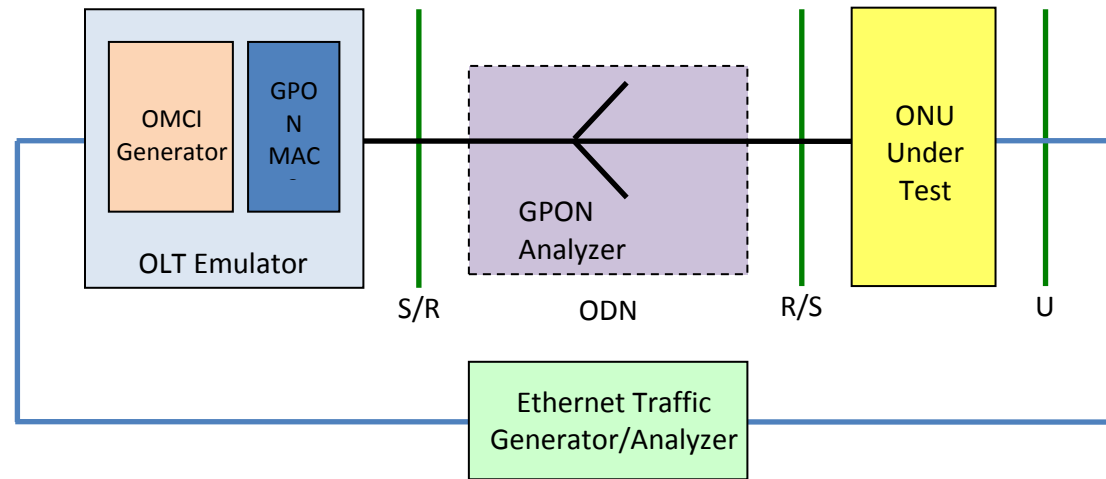 OMCI
Generator
GPO
N
MAC
OLT Emulator
S/R
GPON
Analyzer
ODN
R/S
ONU
Under
Test
U
Ethernet Traffic
Generator/Analyzer